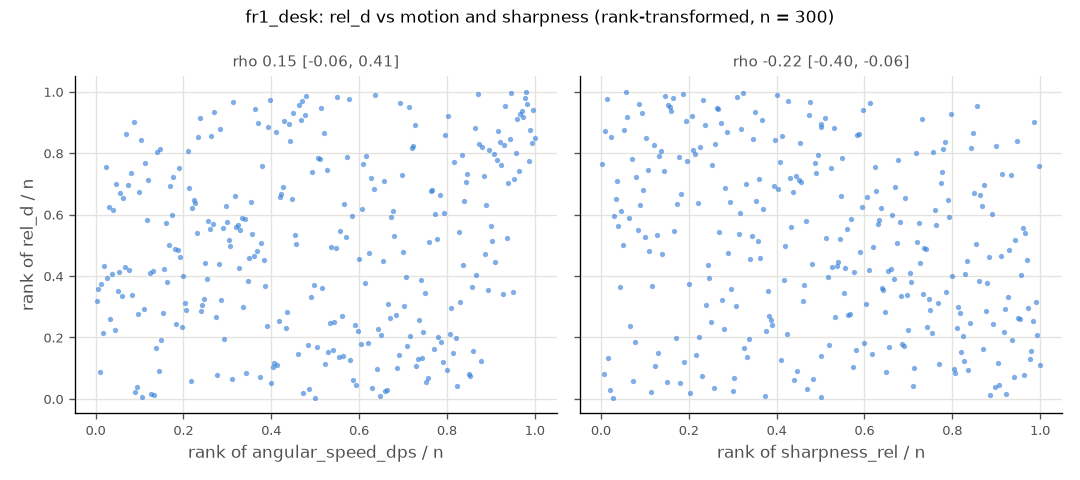 fr1_desk: rel_d vs motion and sharpness (rank-transformed, n = 300)
rho 0.15 [-0.06, 0.41]
rho -0.22 [-0.40, -0.06]
rank of rel_d / n
1.0
0.8
0.6
0.4
0.2
0.0
0.0 0.2 0.4 0.6 0.8 1.0
0.0 0.2 0.4 0.6 0.8 1.0
rank of angular_speed_dps / n
rank of sharpness_rel / n